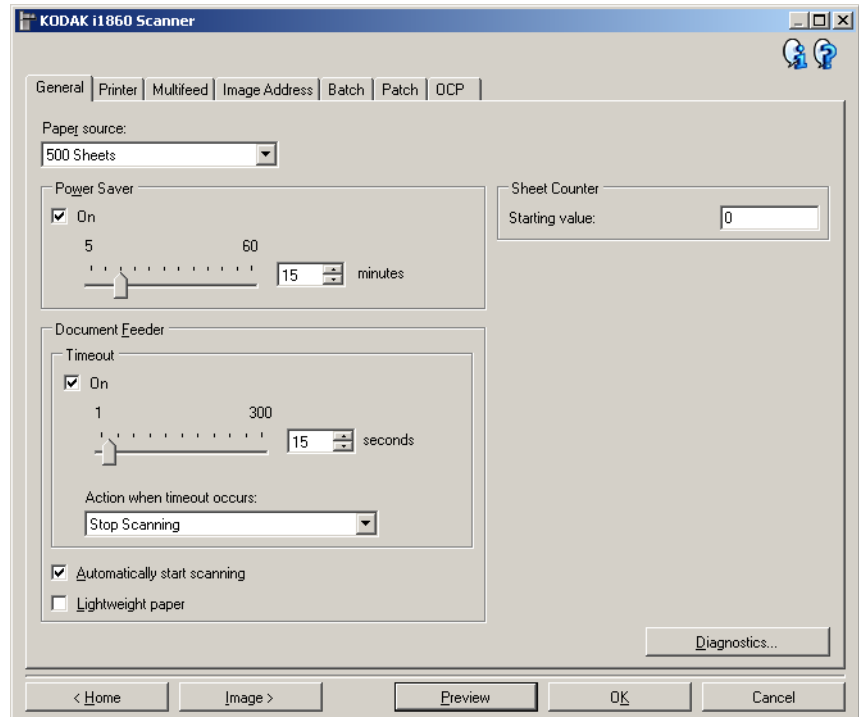 KODAK i1860 Scanner
General Printer Multifeed Image Address Batch Patch OCP
Paper source:
500 Sheets
Power Saver
On
5 60
15 minutes
Sheet Counter
Starting value: 0
Document Feeder
Timeout
On
1 300
15 seconds
Action when timeout occurs:
Stop Scanning
Automatically start scanning
Lightweight paper
Diagnostics...
< Home Image > Preview OK Cancel